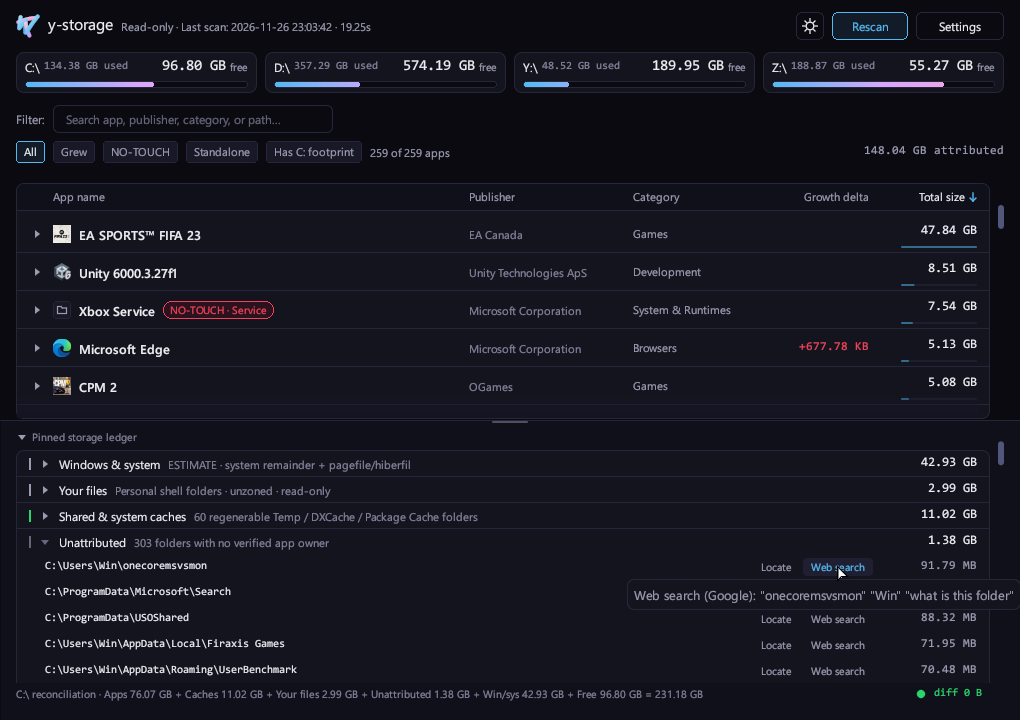 y-storage Read-only · Last scan: 2026-11-26 23:03:42 · 19.25s Rescan Settings
C:\ 134.38 GB used 96.80 GB free D:\ 357.29 GB used 574.19 GB free Y:\ 48.52 GB used 189.95 GB free Z:\ 188.87 GB used 55.27 GB free
Filter: Search app, publisher, category, or path...
All Grew NO-TOUCH Standalone Has C: footprint 259 of 259 apps 148.04 GB attributed
App name Publisher Category Growth delta Total size ↓
EA SPORTS™ FIFA 23 EA Canada Games 47.84 GB
Unity 6000.3.27f1 Unity Technologies ApS Development 8.51 GB
Xbox Service NO-TOUCH · Service Microsoft Corporation System & Runtimes 7.54 GB
Microsoft Edge Microsoft Corporation Browsers +677.78 KB 5.13 GB
CPM 2 OGames Games 5.08 GB
Pinned storage ledger
Windows & system ESTIMATE · system remainder + pagefile/hiberfil 42.93 GB
Your files Personal shell folders · unzoned · read-only 2.99 GB
Shared & system caches 60 regenerable Temp / DXCache / Package Cache folders 11.02 GB
Unattributed 303 folders with no verified app owner 1.38 GB
C:\Users\Win\onecoremsvsmon Locate Web search 91.79 MB
C:\ProgramData\Microsoft\Search
Web search (Google): "onecoremsvsmon" "Win" "what is this folder"
C:\ProgramData\USOShared Locate Web search 88.32 MB
C:\Users\Win\AppData\Local\Firaxis Games Locate Web search 71.95 MB
C:\Users\Win\AppData\Roaming\UserBenchmark Locate Web search 70.48 MB
C:\ reconciliation · Apps 76.07 GB + Caches 11.02 GB + Your files 2.99 GB + Unattributed 1.38 GB + Win/sys 42.93 GB + Free 96.80 GB = 231.18 GB diff 0 B